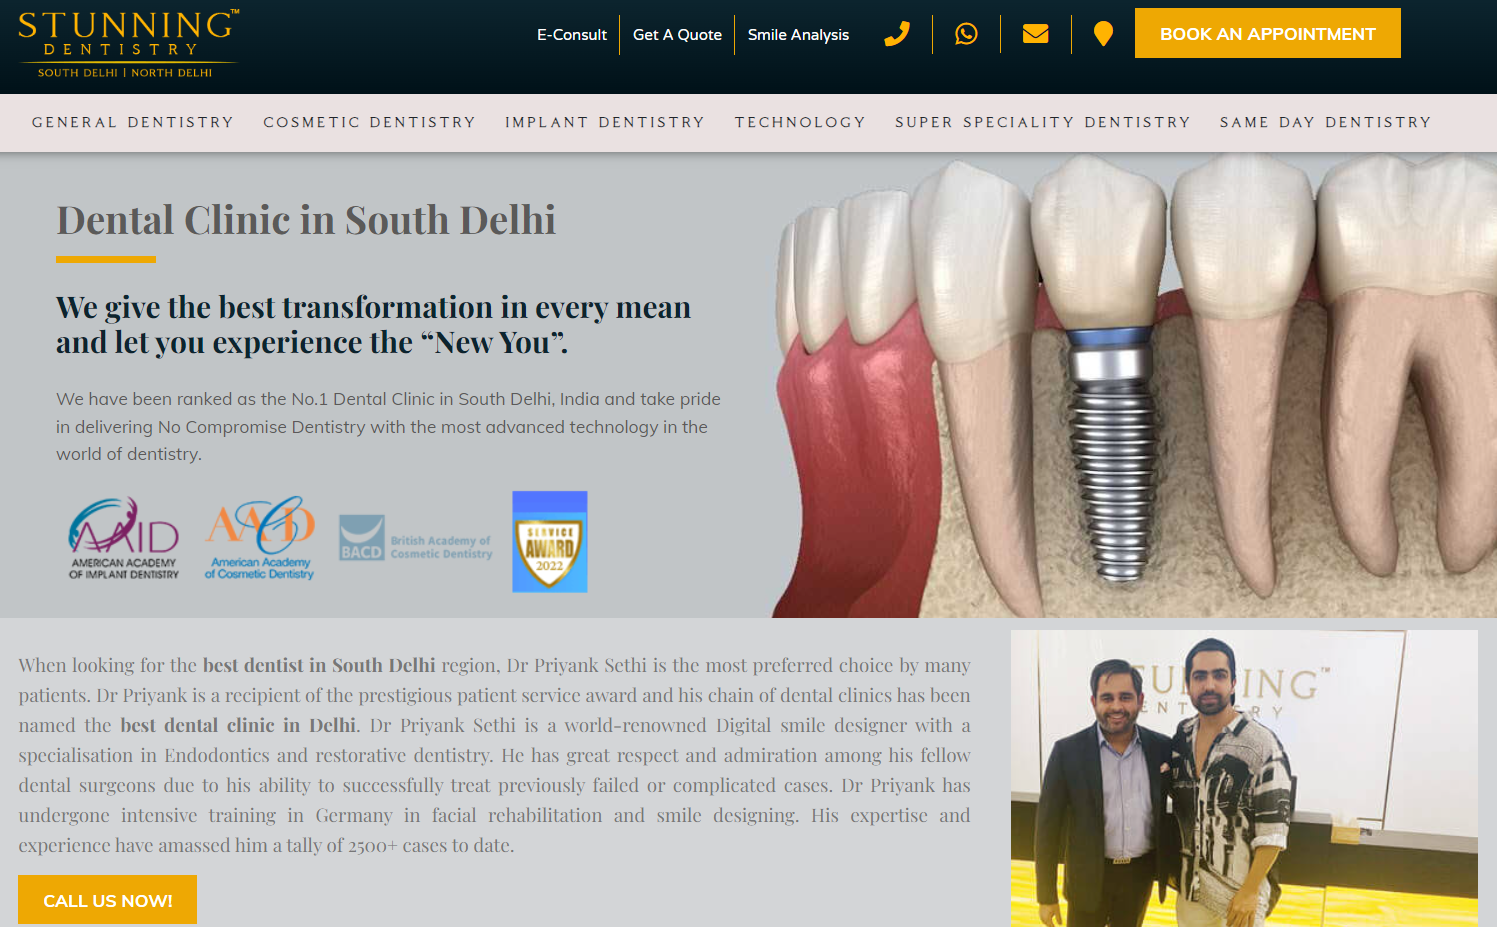 STUNNING™
DENTISTRY
SOUTH DELHI | NORTH DELHI
E-Consult
Get A Quote
Smile Analysis
BOOK AN APPOINTMENT
GENERAL DENTISTRY
COSMETIC DENTISTRY
IMPLANT DENTISTRY
TECHNOLOGY
SUPER SPECIALITY DENTISTRY
SAME DAY DENTISTRY
Dental Clinic in South Delhi
We give the best transformation in every mean
and let you experience the “New You”.
We have been ranked as the No.1 Dental Clinic in South Delhi, India and take pride
in delivering No Compromise Dentistry with the most advanced technology in the
world of dentistry.
AAID
AMERICAN ACADEMY
OF IMPLANT DENTISTRY
AACD
American Academy
of Cosmetic Dentistry
BACD
British Academy of
Cosmetic Dentistry
SERVICE
AWARD
2022
When looking for the best dentist in South Delhi region, Dr Priyank Sethi is the most preferred choice by many
patients. Dr Priyank is a recipient of the prestigious patient service award and his chain of dental clinics has been
named the best dental clinic in Delhi. Dr Priyank Sethi is a world-renowned Digital smile designer with a
specialisation in Endodontics and restorative dentistry. He has great respect and admiration among his fellow
dental surgeons due to his ability to successfully treat previously failed or complicated cases. Dr Priyank has
undergone intensive training in Germany in facial rehabilitation and smile designing. His expertise and
experience have amassed him a tally of 2500+ cases to date.
CALL US NOW!